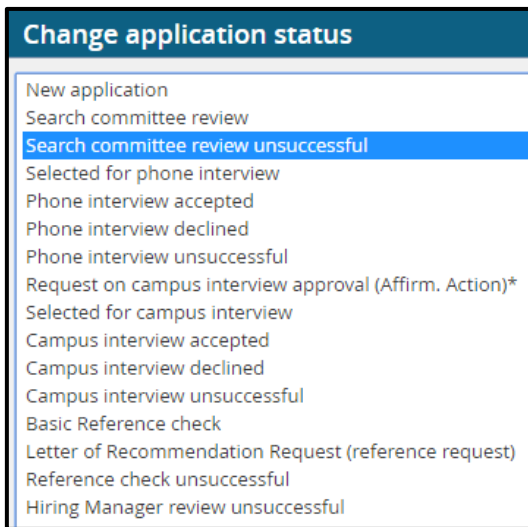 Change application status
New application
Search committee review
Search committee review unsuccessful
Selected for phone interview
Phone interview accepted
Phone interview declined
Phone interview unsuccessful
Request on campus interview approval (Affirm. Action)*
Selected for campus interview
Campus interview accepted
Campus interview declined
Campus interview unsuccessful
Basic Reference check
Letter of Recommendation Request (reference request)
Reference check unsuccessful
Hiring Manager review unsuccessful